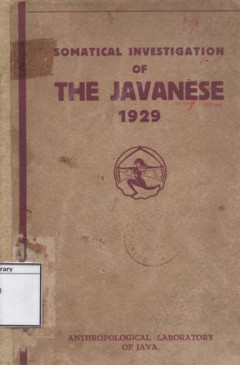 SOMATICAL INVESTIGATION
OF
THE JAVANESE
1929
ANTHROPOLOGICAL LABORATORY
OF JAVA.